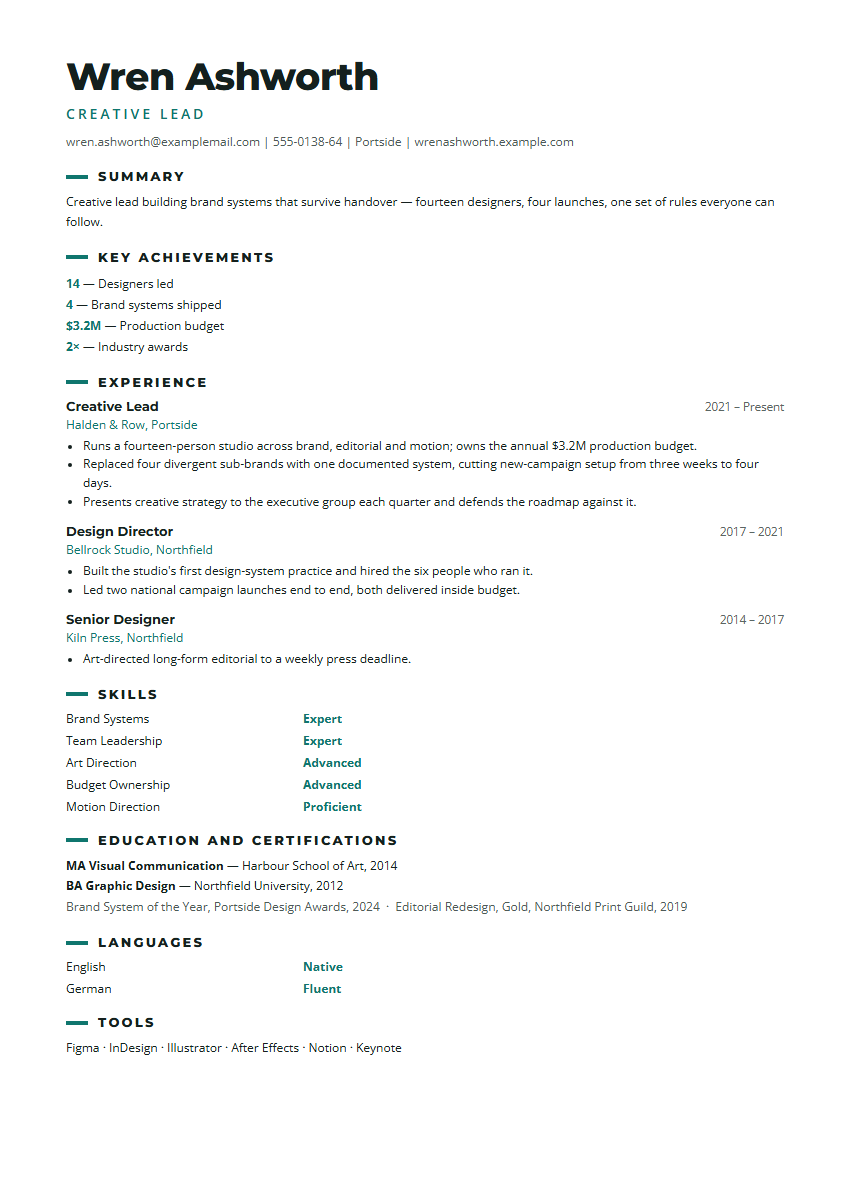 Wren Ashworth
CREATIVE LEAD
wren.ashworth@examplemail.com | 555-0138-64 | Portside | wrenashworth.example.com
SUMMARY
Creative lead building brand systems that survive handover — fourteen designers, four launches, one set of rules everyone can
follow.
KEY ACHIEVEMENTS
14 — Designers led
4 — Brand systems shipped
$3.2M — Production budget
2× — Industry awards
EXPERIENCE
Creative Lead 2021 – Present
Halden & Row, Portside
• Runs a fourteen-person studio across brand, editorial and motion; owns the annual $3.2M production budget.
• Replaced four divergent sub-brands with one documented system, cutting new-campaign setup from three weeks to four
days.
• Presents creative strategy to the executive group each quarter and defends the roadmap against it.
Design Director 2017 – 2021
Bellrock Studio, Northfield
• Built the studio's first design-system practice and hired the six people who ran it.
• Led two national campaign launches end to end, both delivered inside budget.
Senior Designer 2014 – 2017
Kiln Press, Northfield
• Art-directed long-form editorial to a weekly press deadline.
SKILLS
Brand Systems Expert
Team Leadership Expert
Art Direction Advanced
Budget Ownership Advanced
Motion Direction Proficient
EDUCATION AND CERTIFICATIONS
MA Visual Communication — Harbour School of Art, 2014
BA Graphic Design — Northfield University, 2012
Brand System of the Year, Portside Design Awards, 2024 · Editorial Redesign, Gold, Northfield Print Guild, 2019
LANGUAGES
English Native
German Fluent
TOOLS
Figma · InDesign · Illustrator · After Effects · Notion · Keynote